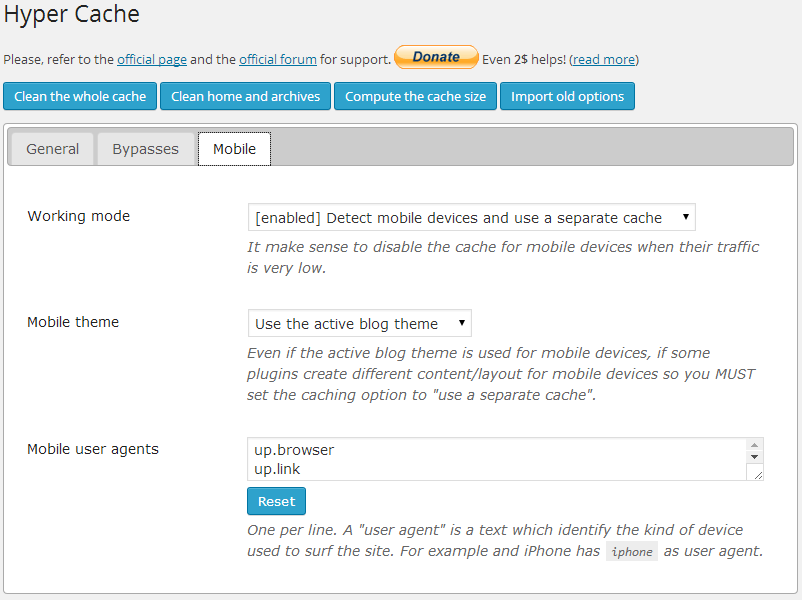 Hyper Cache
Please, refer to the official page and the official forum for support. Donate Even 2$ helps! (read more)
Clean the whole cache Clean home and archives Compute the cache size Import old options
General Bypasses Mobile
Working mode [enabled] Detect mobile devices and use a separate cache
It make sense to disable the cache for mobile devices when their traffic
is very low.
Mobile theme Use the active blog theme
Even if the active blog theme is used for mobile devices, if some
plugins create different content/layout for mobile devices so you MUST
set the caching option to "use a separate cache".
Mobile user agents up.browser
up.link
Reset
One per line. A "user agent" is a text which identify the kind of device
used to surf the site. For example and iPhone has iphone as user agent.